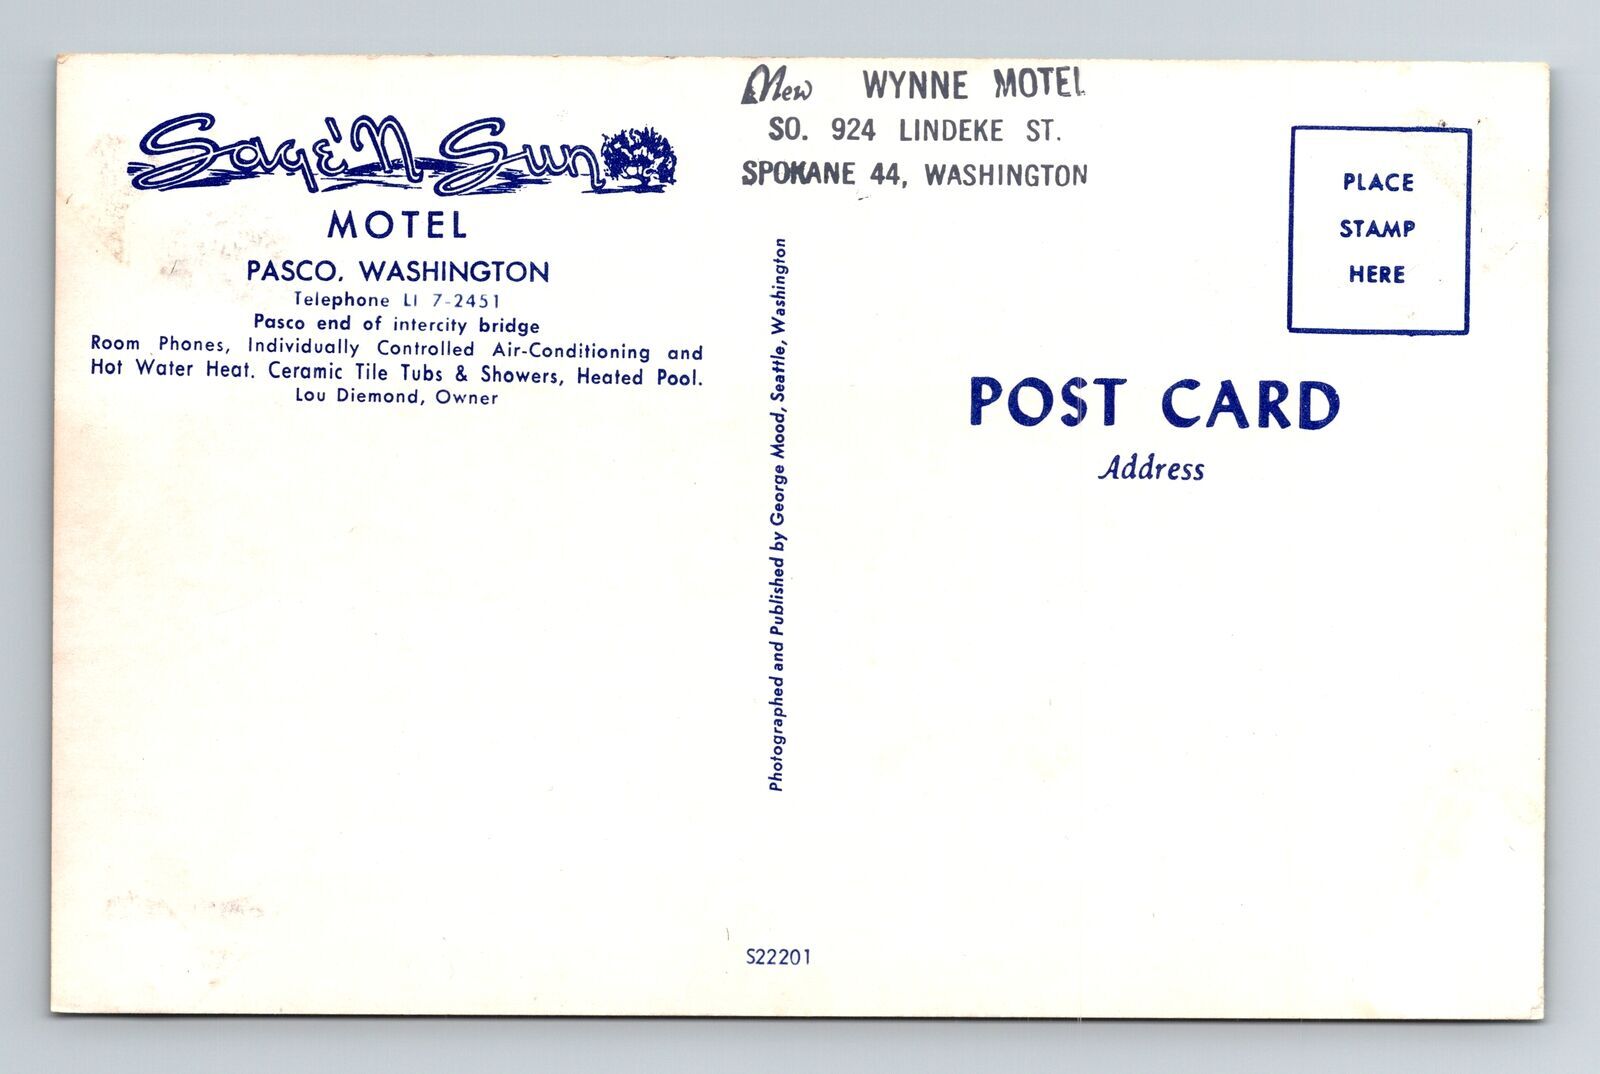 Sage 'N Sun
MOTEL
PASCO, WASHINGTON
Telephone LI 7-2451
Pasco end of intercity bridge
Room Phones, Individually Controlled Air-Conditioning and
Hot Water Heat. Ceramic Tile Tubs & Showers, Heated Pool.
Lou Diemond, Owner
New WYNNE MOTEL
SO. 924 LINDEKE ST.
SPOKANE 44, WASHINGTON
Photographed and Published by George Mood, Seattle, Washington
PLACE
STAMP
HERE
POST CARD
Address
S22201